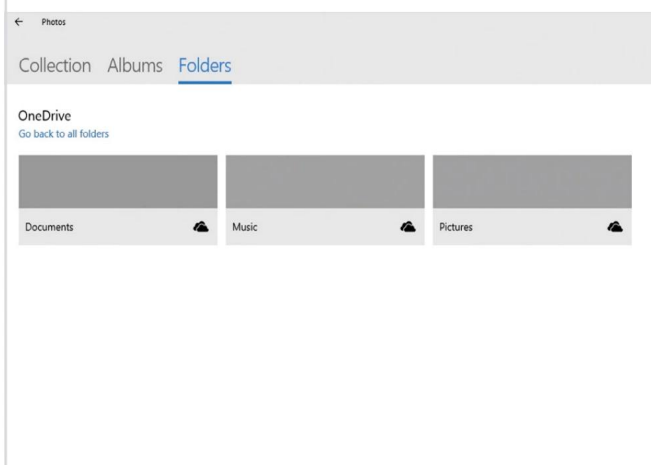 Photos
Collection Albums Folders
OneDrive
Go back to all folders
Documents Music Pictures